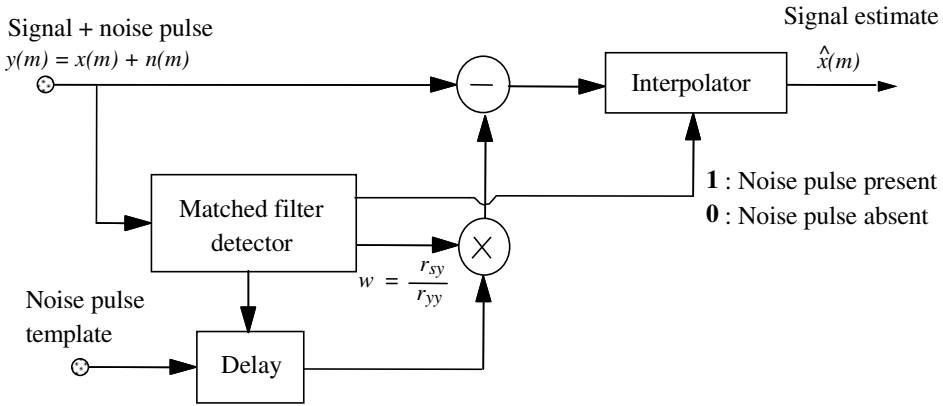 Signal + noise pulse
y(m) = x(m) + n(m)
Signal estimate
x̂(m)
−
Interpolator
1 : Noise pulse present
0 : Noise pulse absent
Matched filter
detector
×
w = r_sy / r_yy
Noise pulse
template
Delay